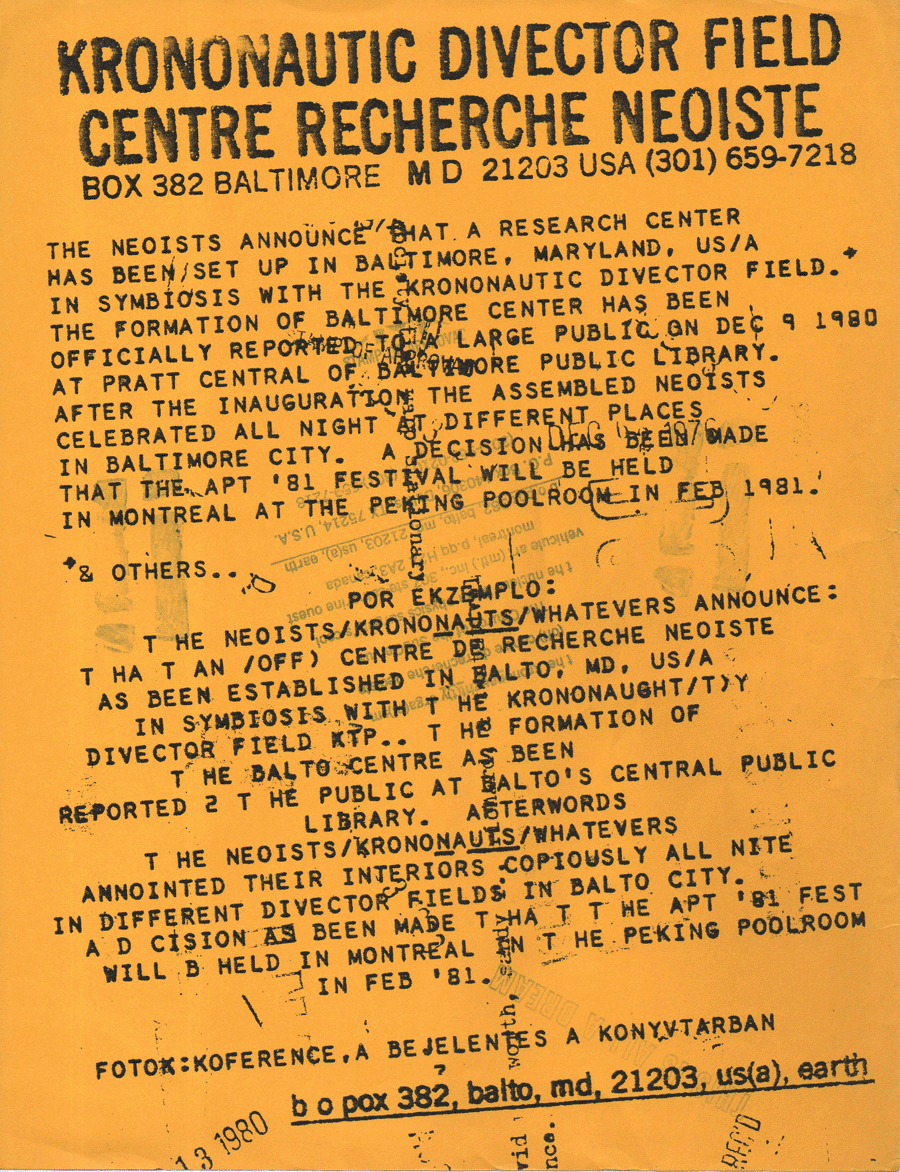 KRONONAUTIC DIVECTOR FIELD
CENTRE RECHERCHE NEOISTE
BOX 382 BALTIMORE MD 21203 USA (301) 659-7218
THE NEOISTS ANNOUNCE THAT A RESEARCH CENTER
HAS BEEN/SET UP IN BALTIMORE, MARYLAND, US/A
IN SYMBIOSIS WITH THE KRONONAUTIC DIVECTOR FIELD.*
THE FORMATION OF BALTIMORE CENTER HAS BEEN
OFFICIALLY REPORTED TO A LARGE PUBLIC ON DEC 9 1980
AT PRATT CENTRAL OF BALTIMORE PUBLIC LIBRARY.
AFTER THE INAUGURATION THE ASSEMBLED NEOISTS
CELEBRATED ALL NIGHT AT DIFFERENT PLACES
IN BALTIMORE CITY. A DECISION HAS BEEN MADE
THAT THE APT '81 FESTIVAL WILL BE HELD
IN MONTREAL AT THE PEKING POOLROOM IN FEB 1981.
*& OTHERS..
POR EKZEMPLO:
T HE NEOISTS/KRONONAUTS/WHATEVERS ANNOUNCE:
T HA T AN /OFF) CENTRE DE RECHERCHE NEOISTE
AS BEEN ESTABLISHED IN BALTO, MD, US/A
IN SYMBIOSIS WITH T HE KRONONAUGHT/T)Y
DIVECTOR FIELD KTP.. T HE FORMATION OF
T HE BALTO CENTRE AS BEEN
REPORTED 2 T HE PUBLIC AT BALTO'S CENTRAL PUBLIC
LIBRARY. AFTERWORDS
T HE NEOISTS/KRONONAUTS/WHATEVERS
ANNOINTED THEIR INTERIORS COPIOUSLY ALL NITE
IN DIFFERENT DIVECTOR FIELDS IN BALTO CITY.
A D CISION AS BEEN MADE T HA T T HE APT '81 FEST
WILL B HELD IN MONTREAL IN T HE PEKING POOLROOM
IN FEB '81.
FOTOK:KOFERENCE,A BEJELENTES A KONYVTARBAN
b o pox 382, balto, md, 21203, us(a), earth
13 1980
REC'D